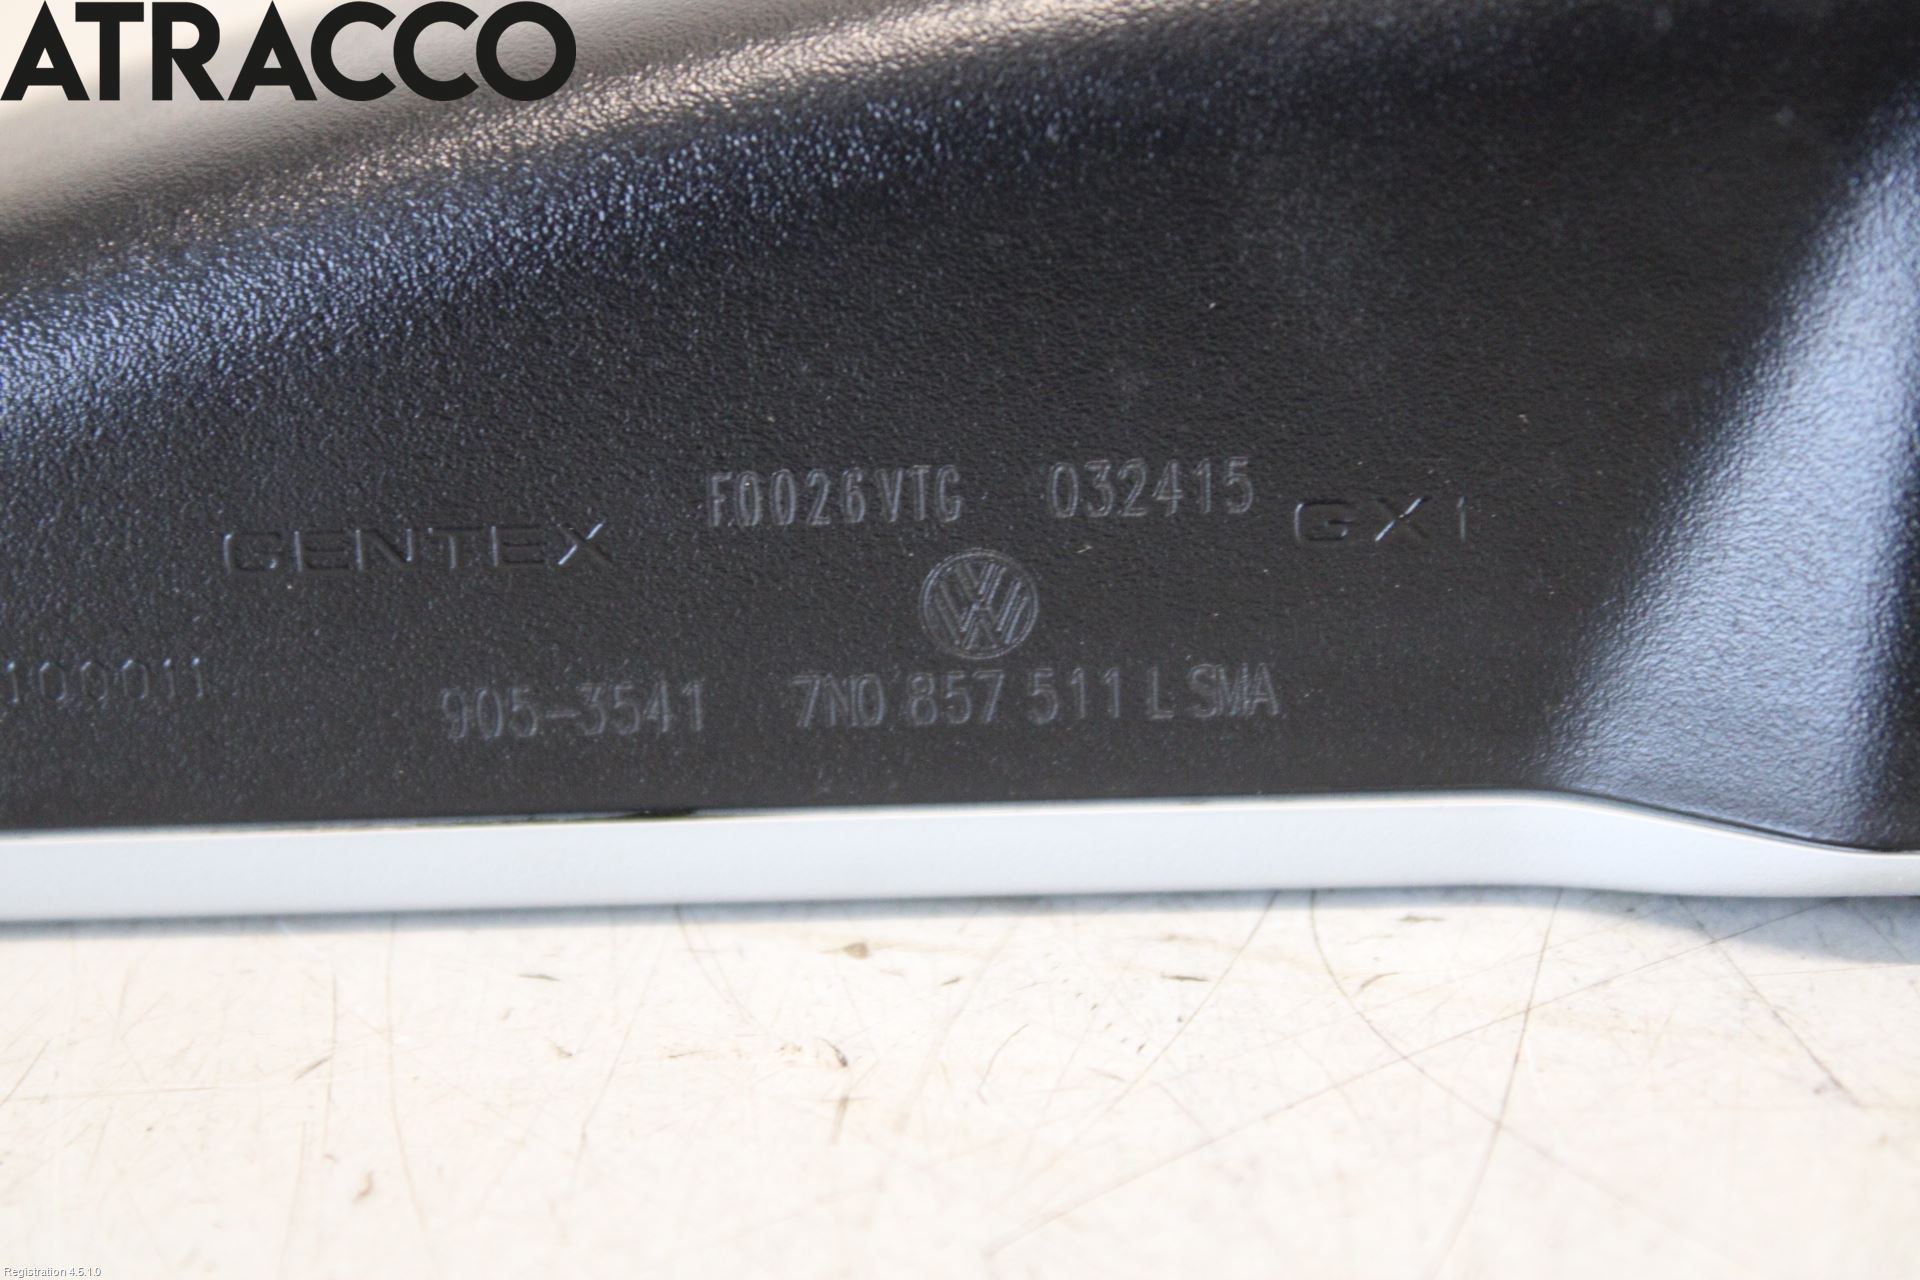 ATRACCO
F0026VTG 032415
GENTEX GX1
100011
905-3541 7N0 857 511 L SMA
Registration 4.5.1.0